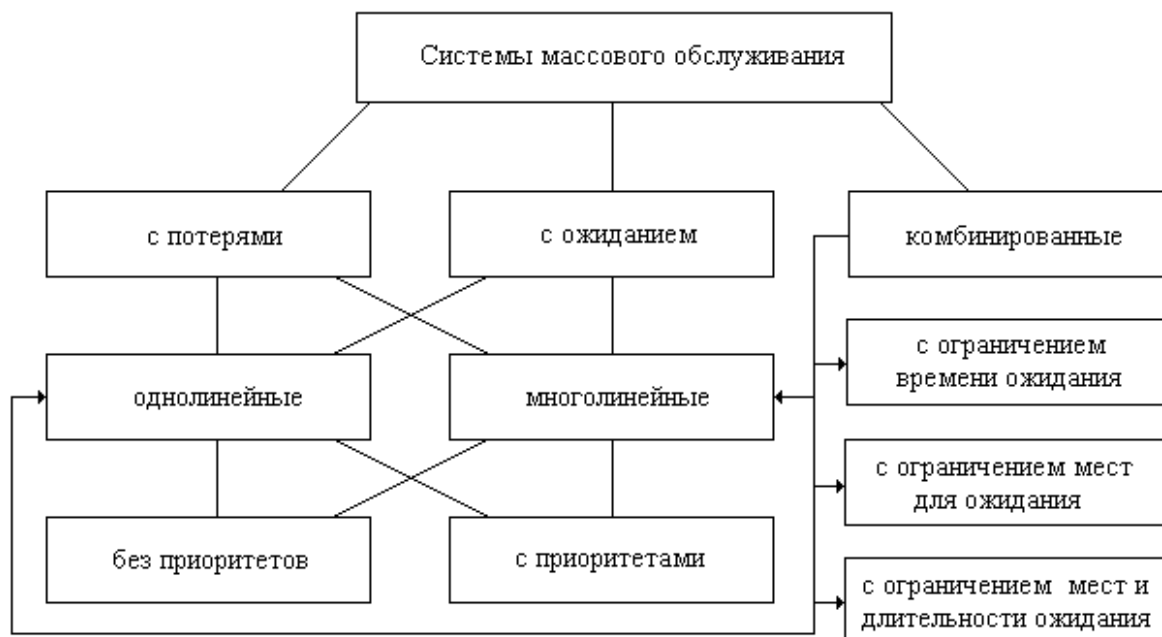 Системы массового обслуживания
с потерями
с ожиданием
комбинированные
с ограничением
времени ожидания
однолинейные
многолинейные
с ограничением мест
для ожидания
без приоритетов
с приоритетами
с ограничением мест и
длительности ожидания